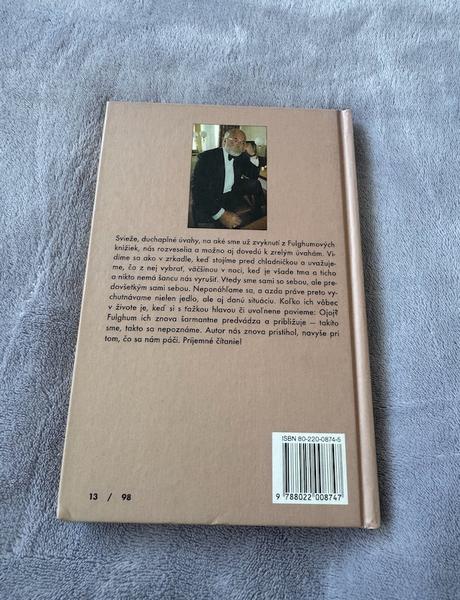 Svieže, duchaplné úvahy, na aké sme už zvyknutí z Fulghumových
knižiek, nás rozveselia a možno aj dovedú k zrelým úvahám. Vi-
díme sa ako v zrkadle, keď stojíme pred chladničkou a uvažuje-
me, čo z nej vybrať, väčšinou v noci, keď je všade tma a ticho
a nikto nemá šancu nás vyrušiť. Vtedy sme sami so sebou, ale pre-
dovšetkým sami sebou. Neponáhľame sa, a azda práve preto vy-
chutnávame nielen jedlo, ale aj danú situáciu. Koľko ich vôbec
v živote je, keď si s ťažkou hlavou či uvoľnene povieme: Ojoj?
Fulghum ich znova šarmantne predvádza a približuje — takíto
sme, takto sa nepoznáme. Autor nás znova pristihol, navyše pri
tom, čo sa nám páči. Príjemné čítanie!
ISBN 80-220-0874-5
9 788022 008747
13 / 98